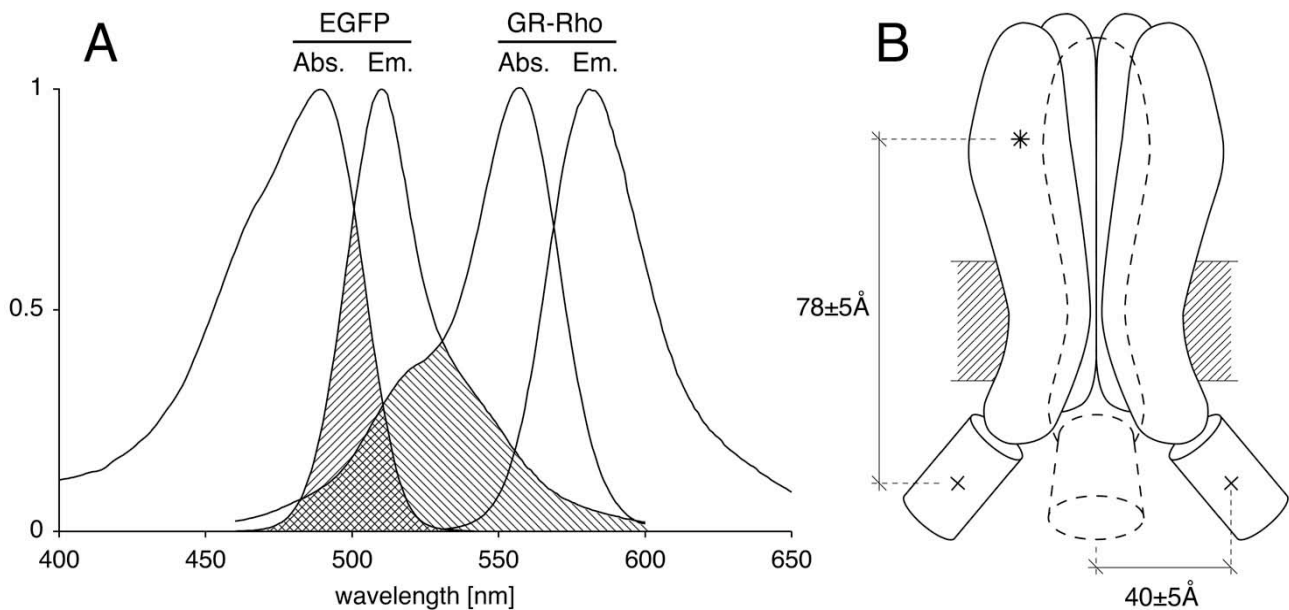 A
EGFP
GR-Rho
Abs.
Em.
Abs.
Em.
1
0.5
0
400
450
500
550
600
650
wavelength [nm]
B
78±5Å
40±5Å